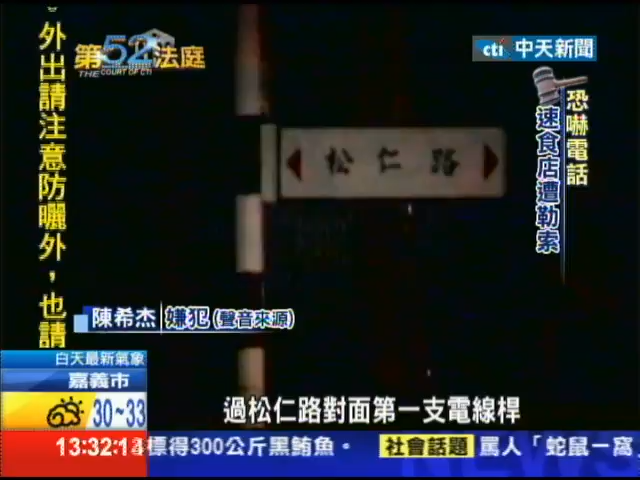 第52法庭
THE COURT OF CTI
cti 中天新聞
外出請注意防曬外，也請
恐嚇電話
速食店遭勒索
松仁路
陳希杰 嫌犯(聲音來源)
白天最新氣象
嘉義市
30~33
過松仁路對面第一支電線桿
13:32:14
標得300公斤黑鮪魚。 社會話題 罵人「蛇鼠一窩
NEWS